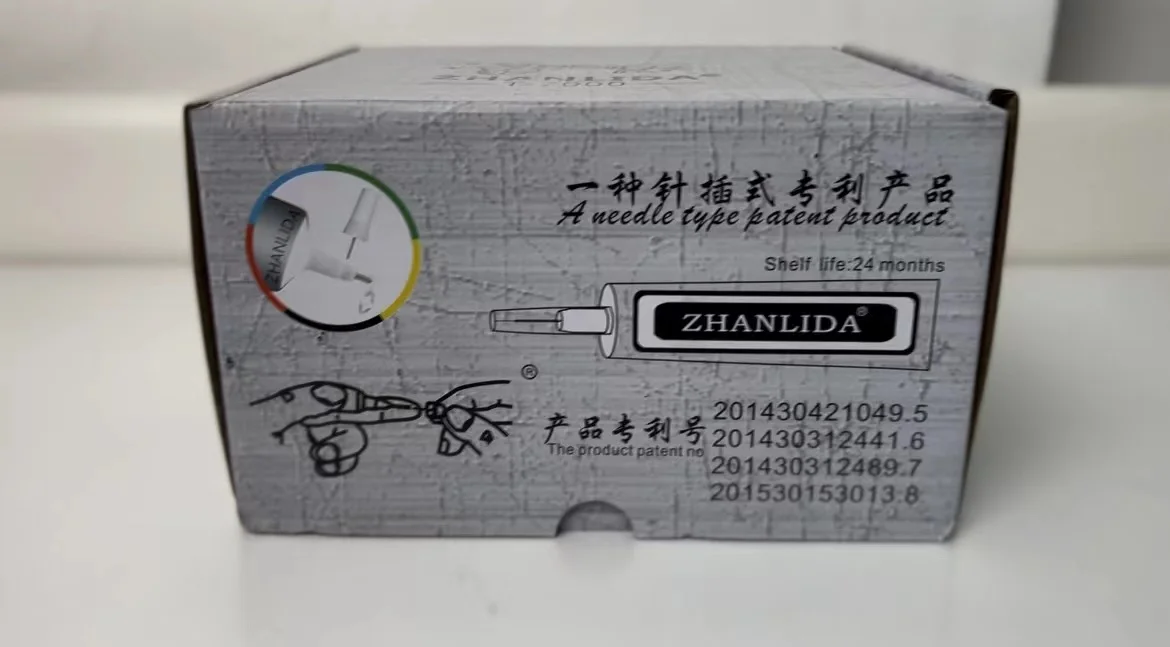 ZHANLIDA®
ZHANLIDA
一种针插式专利产品
A needle type patent product
Shelf life:24 months
ZHANLIDA®
®
产品专利号
The product patent no
201430421049.5
201430312441.6
201430312489.7
201530153013.8